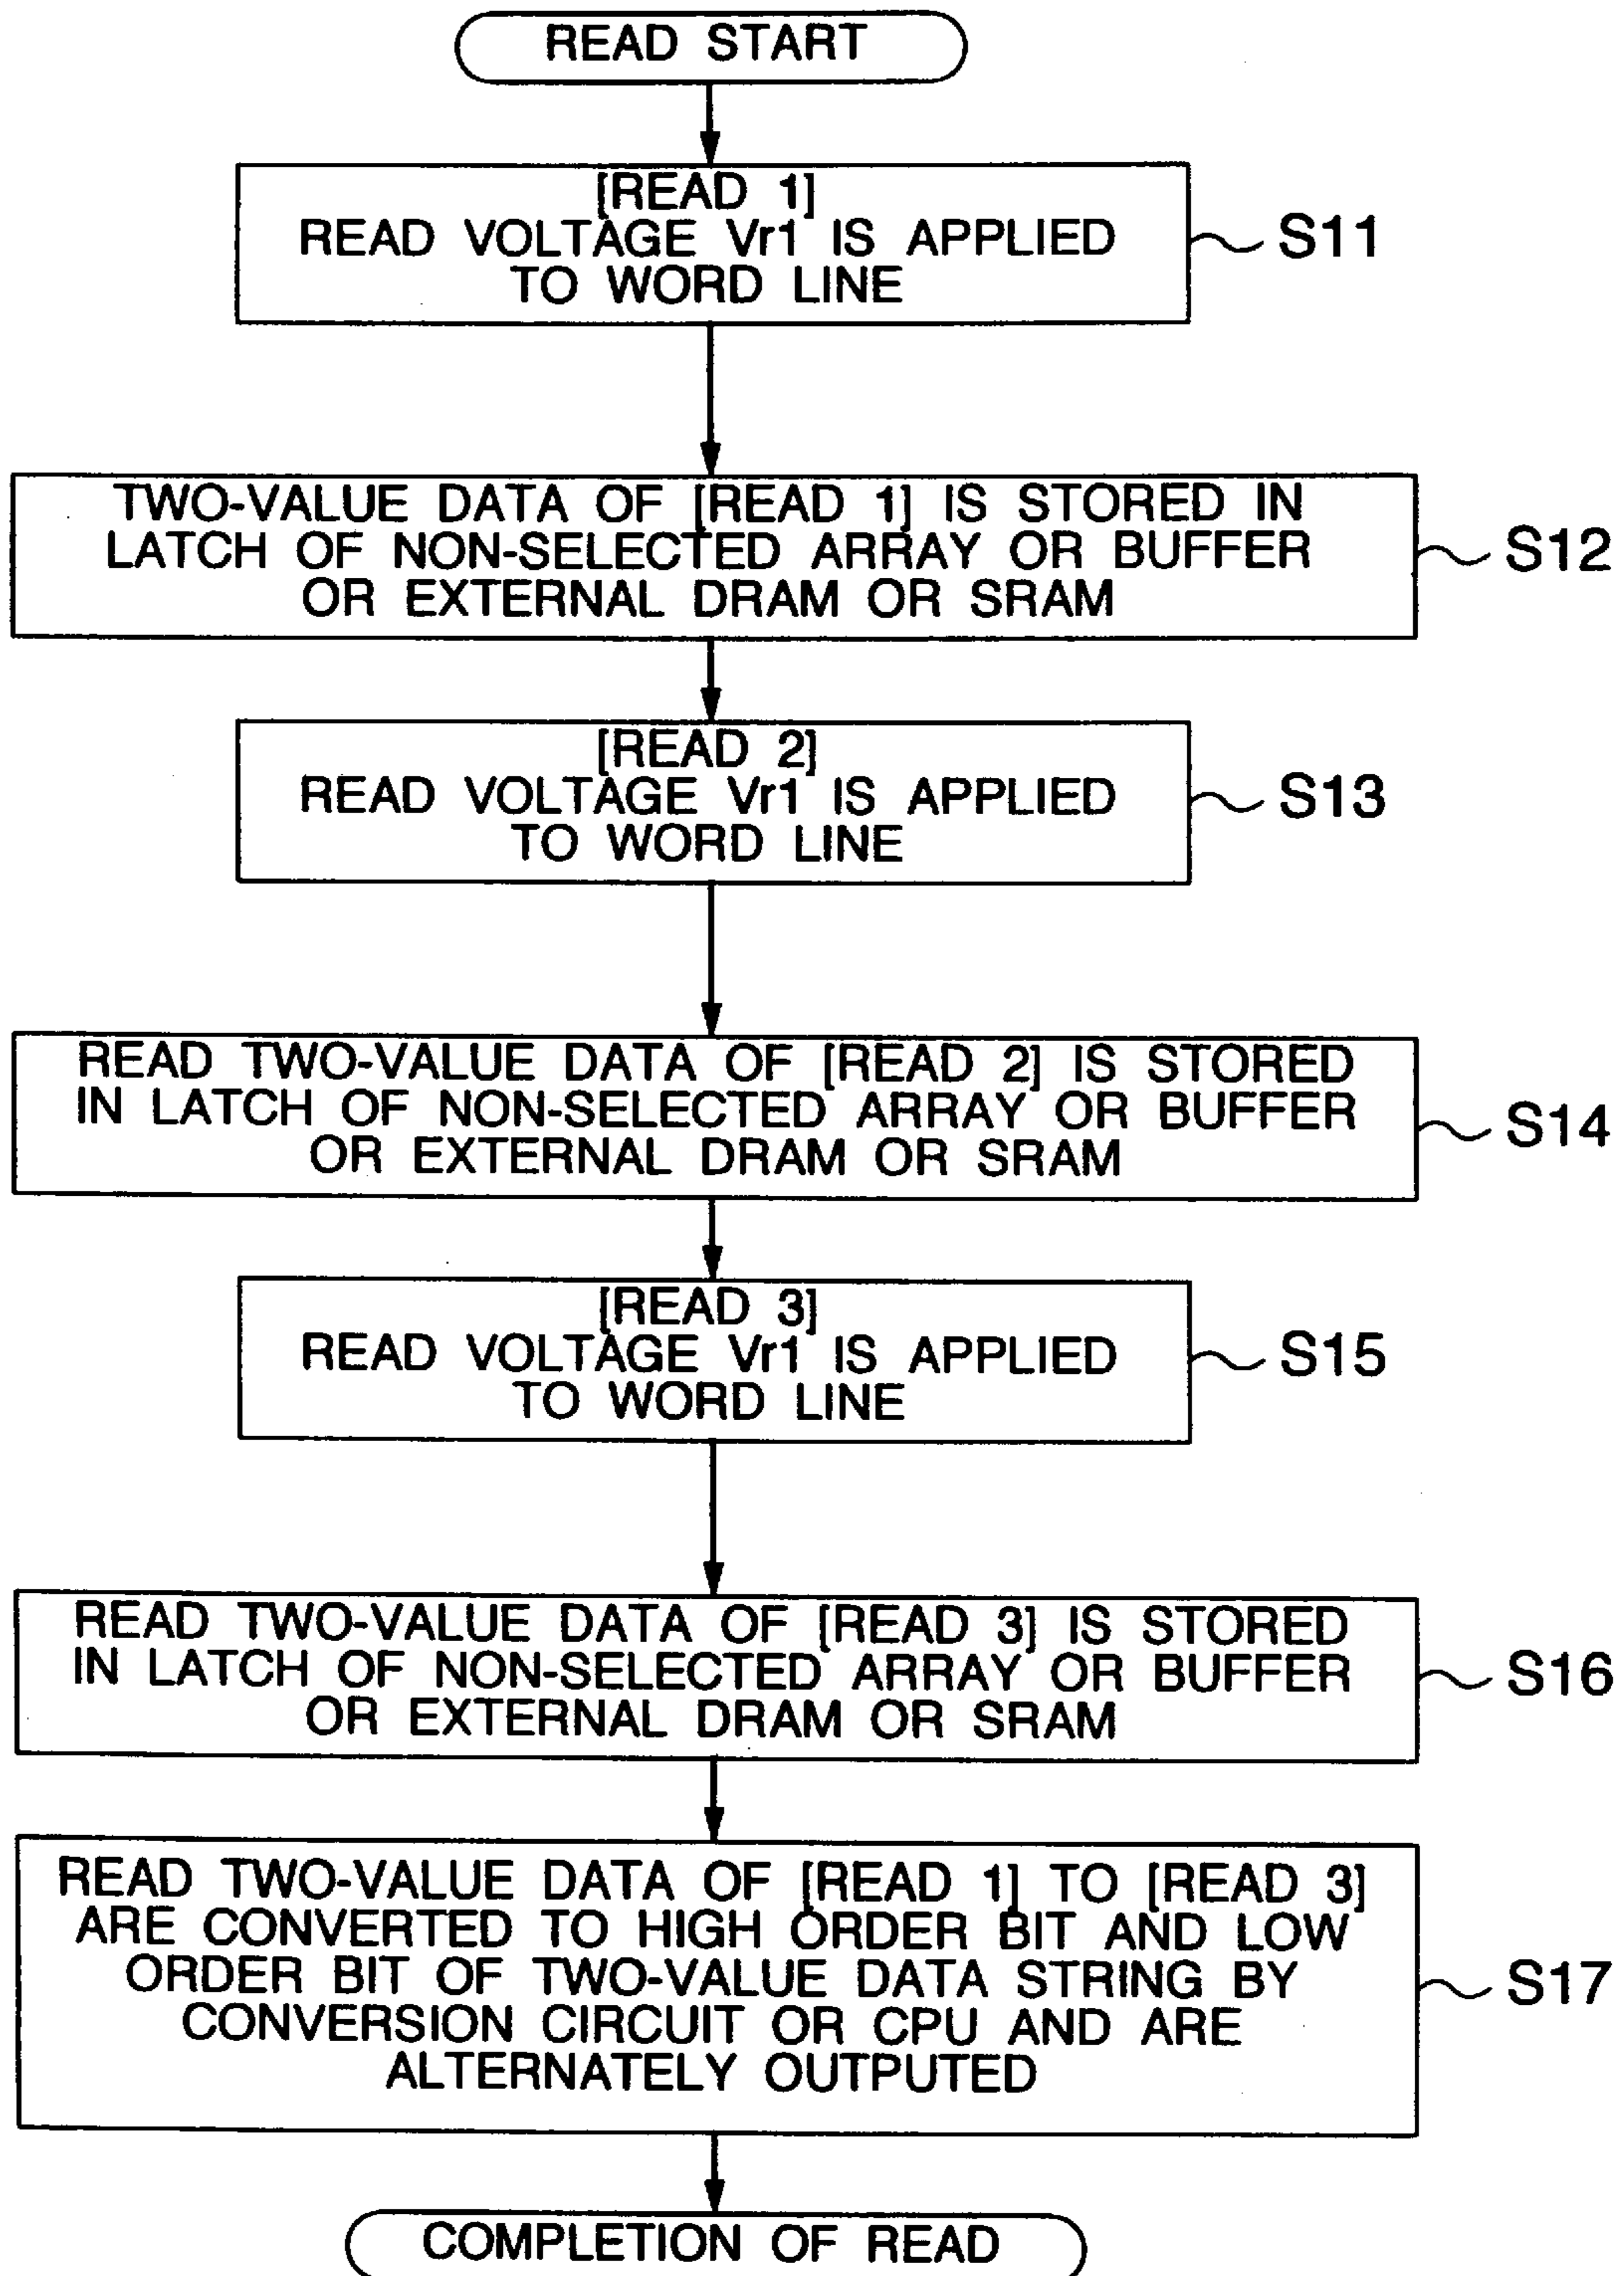 READ START
[READ 1]
READ VOLTAGE Vr1 IS APPLIED
TO WORD LINE
S11
TWO-VALUE DATA OF [READ 1] IS STORED IN
LATCH OF NON-SELECTED ARRAY OR BUFFER
OR EXTERNAL DRAM OR SRAM
S12
[READ 2]
READ VOLTAGE Vr1 IS APPLIED
TO WORD LINE
S13
READ TWO-VALUE DATA OF [READ 2] IS STORED
IN LATCH OF NON-SELECTED ARRAY OR BUFFER
OR EXTERNAL DRAM OR SRAM
S14
[READ 3]
READ VOLTAGE Vr1 IS APPLIED
TO WORD LINE
S15
READ TWO-VALUE DATA OF [READ 3] IS STORED
IN LATCH OF NON-SELECTED ARRAY OR BUFFER
OR EXTERNAL DRAM OR SRAM
S16
READ TWO-VALUE DATA OF [READ 1] TO [READ 3]
ARE CONVERTED TO HIGH ORDER BIT AND LOW
ORDER BIT OF TWO-VALUE DATA STRING BY
CONVERSION CIRCUIT OR CPU AND ARE
ALTERNATELY OUTPUTED
S17
COMPLETION OF READ